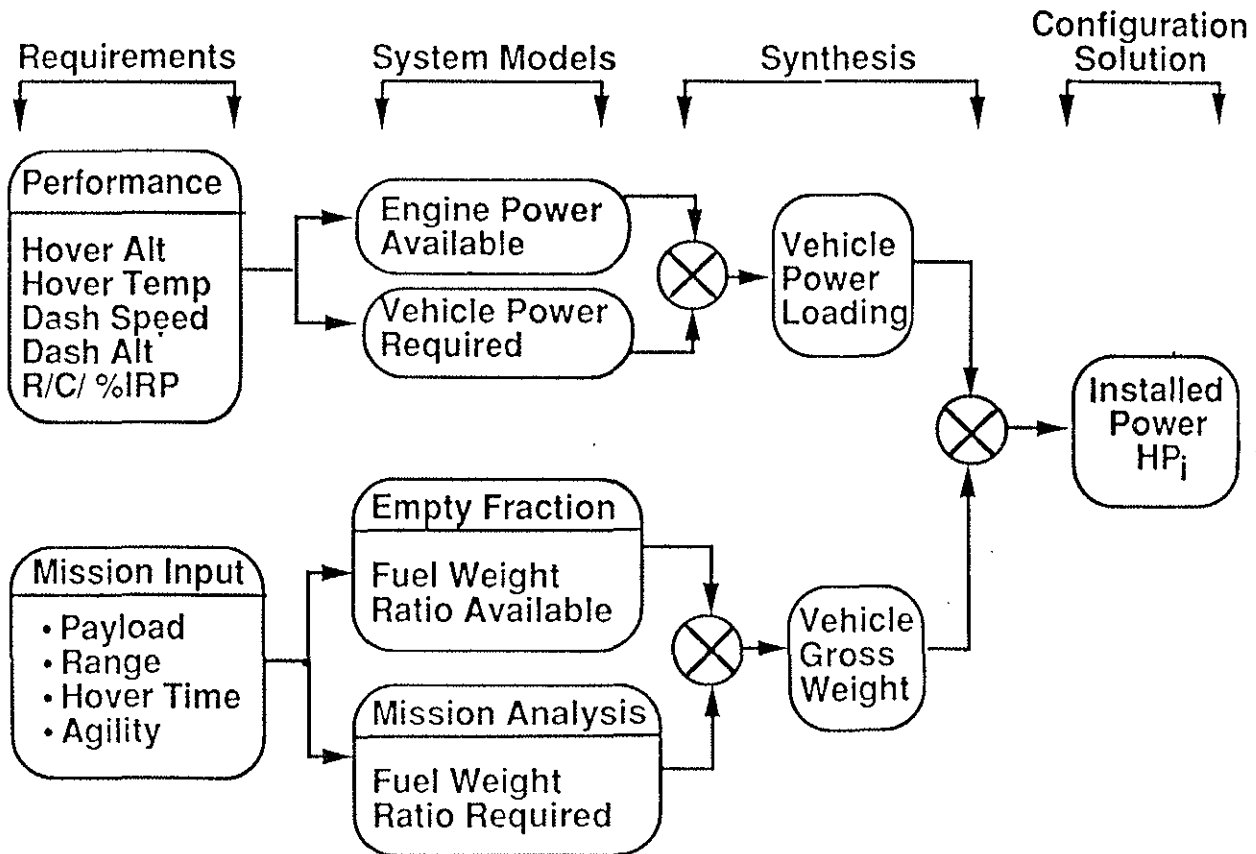 Requirements
System Models
Synthesis
Configuration
Solution
Performance
Hover Alt
Hover Temp
Dash Speed
Dash Alt
R/C/ %IRP
Engine Power
Available
Vehicle Power
Required
Vehicle
Power
Loading
Installed
Power
HPi
Mission Input
• Payload
• Range
• Hover Time
• Agility
Empty Fraction
Fuel Weight
Ratio Available
Mission Analysis
Fuel Weight
Ratio Required
Vehicle
Gross
Weight